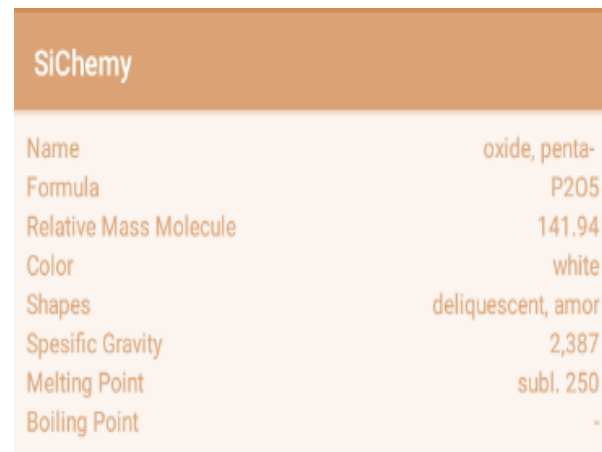 SiChemy
Name oxide, penta-
Formula P2O5
Relative Mass Molecule 141.94
Color white
Shapes deliquescent, amor
Spesific Gravity 2,387
Melting Point subl. 250
Boiling Point -